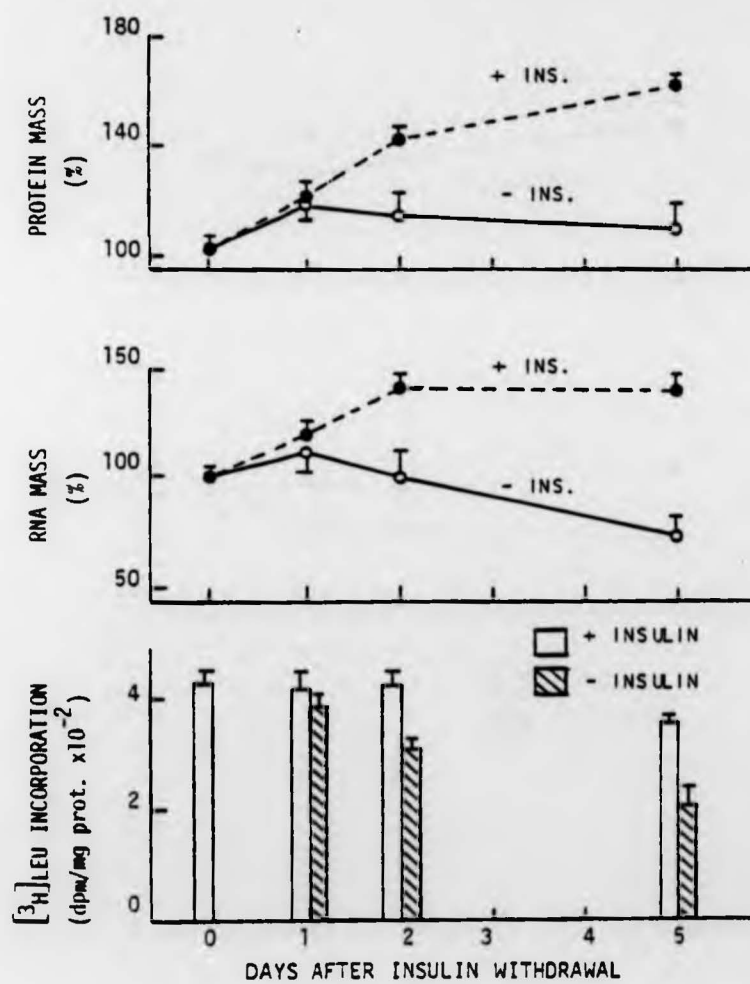 180
140
100
PROTEIN MASS
(%)
+ INS.
- INS.
150
100
50
RNA MASS
(%)
+ INS.
- INS.
+ INSULIN
- INSULIN
4
2
0
[3H]LEU INCORPORATION
(dpm/mg prot. x10-2)
0 1 2 3 4 5
DAYS AFTER INSULIN WITHDRAWAL